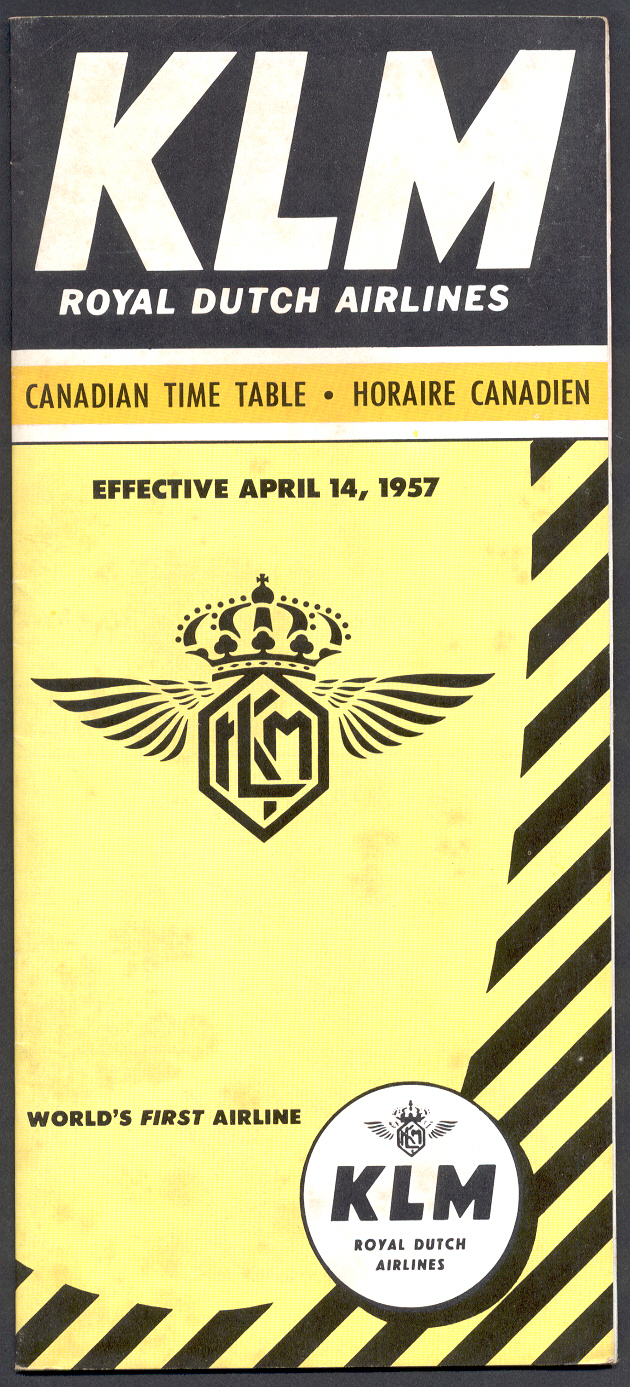 KLM
ROYAL DUTCH AIRLINES
CANADIAN TIME TABLE • HORAIRE CANADIEN
EFFECTIVE APRIL 14, 1957
KLM
WORLD'S FIRST AIRLINE
KLM
KLM
ROYAL DUTCH
AIRLINES